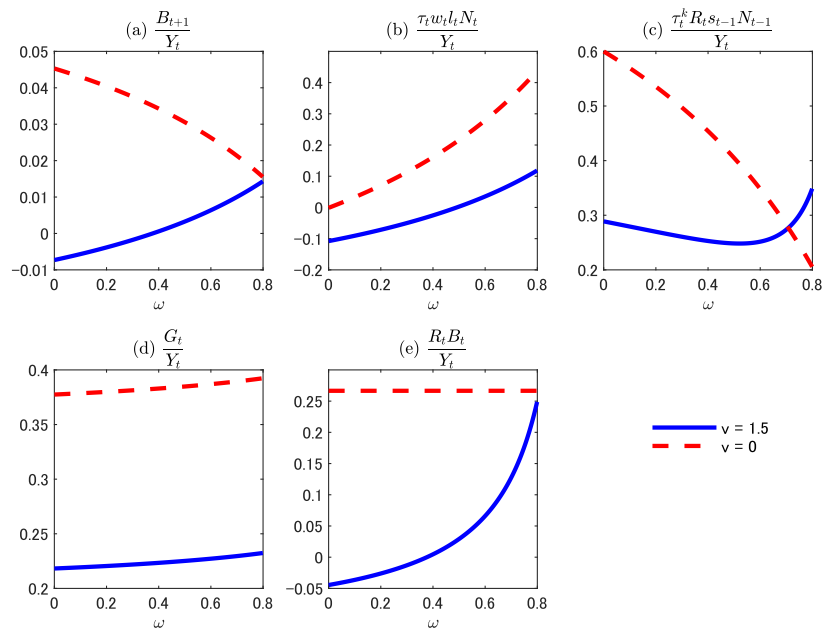 (a) B_{t+1} / Y_t
(b) τ_t w_t l_t N_t / Y_t
(c) τ_t^k R_t s_{t−1} N_{t−1} / Y_t
0.05
0.04
0.03
0.02
0.01
0
−0.01
0 0.2 0.4 0.6 0.8
ω
0.4
0.3
0.2
0.1
0
−0.1
−0.2
0 0.2 0.4 0.6 0.8
ω
0.6
0.5
0.4
0.3
0.2
0 0.2 0.4 0.6 0.8
ω
(d) G_t / Y_t
(e) R_t B_t / Y_t
0.4
0.35
0.3
0.25
0.2
0 0.2 0.4 0.6 0.8
ω
0.25
0.2
0.15
0.1
0.05
0
−0.05
0 0.2 0.4 0.6 0.8
ω
v = 1.5
v = 0